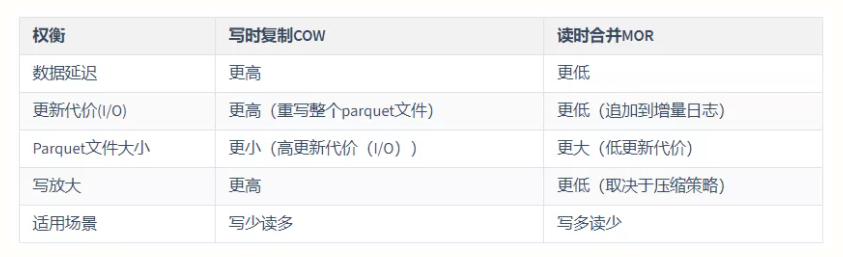 权衡 写时复制COW 读时合并MOR
数据延迟 更高 更低
更新代价(I/O) 更高（重写整个parquet文件） 更低（追加到增量日志）
Parquet文件大小 更小（高更新代价（I/O）） 更大（低更新代价）
写放大 更高 更低（取决于压缩策略）
适用场景 写少读多 写多读少